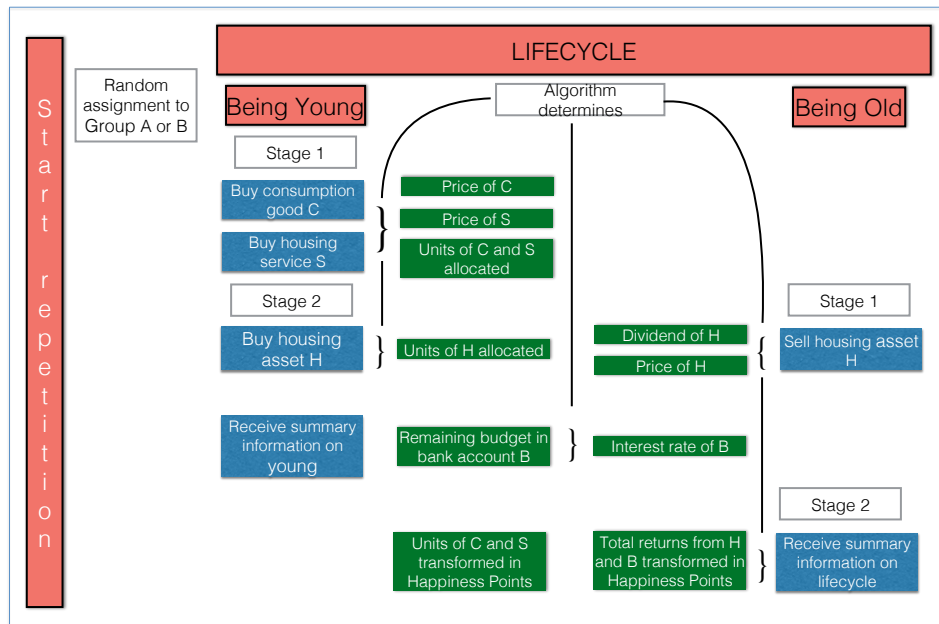 LIFECYCLE
Start repetition
Random
assignment to
Group A or B
Being Young
Algorithm
determines
Being Old
Stage 1
Buy consumption
good C
Price of C
Price of S
Buy housing
service S
Units of C and S
allocated
Stage 2
Stage 1
Buy housing
asset H
Units of H allocated
Dividend of H
Price of H
Sell housing asset
H
Receive summary
information on
young
Remaining budget in
bank account B
Interest rate of B
Stage 2
Units of C and S
transformed in
Happiness Points
Total returns from H
and B transformed in
Happiness Points
Receive summary
information on
lifecycle